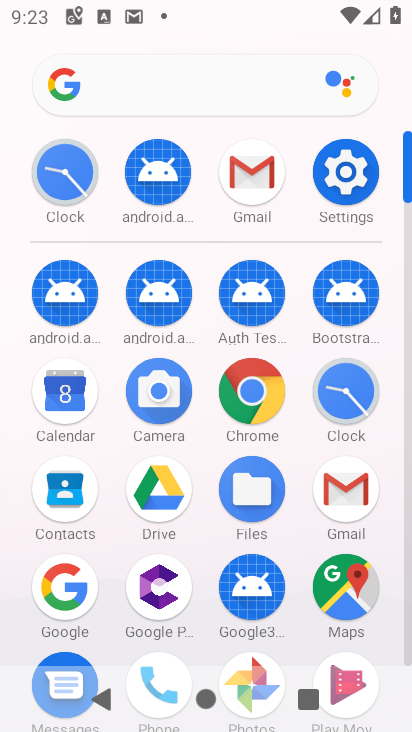 9:23
Clock
android.a...
Gmail
Settings
android.a...
android.a...
Auth Tes...
Bootstra...
8
Calendar
Camera
Chrome
Clock
Contacts
Drive
Files
Gmail
Google
Google P...
Google3...
Maps
Messages
Phone
Photos
Play Mov